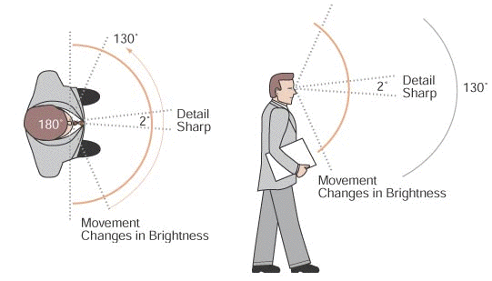 130°
180°
2°
Detail
Sharp
Movement
Changes in Brightness
2°
Detail
Sharp
130°
Movement
Changes in Brightness